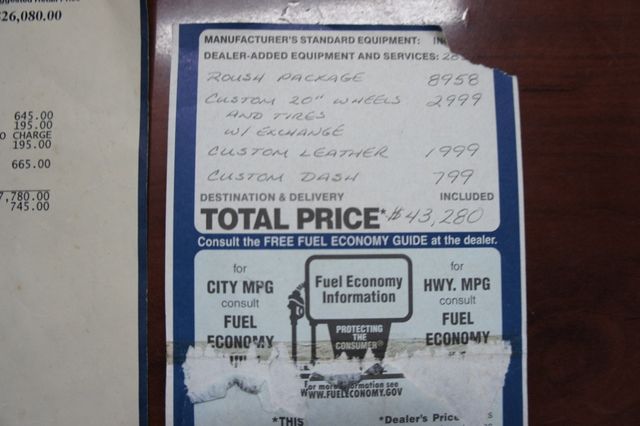 $26,080.00
645.00
195.00
O CHARGE
195.00
665.00
7,780.00
745.00
MANUFACTURER'S STANDARD EQUIPMENT:
DEALER-ADDED EQUIPMENT AND SERVICES:
ROUSH PACKAGE 8958
CUSTOM 20" WHEELS 2999
AND TIRES
W/ EXCHANGE
CUSTOM LEATHER 1999
CUSTOM DASH 799
DESTINATION & DELIVERY INCLUDED
TOTAL PRICE* $43,280
Consult the FREE FUEL ECONOMY GUIDE at the dealer.
for
CITY MPG
consult
FUEL
ECONOMY
Fuel Economy
Information
PROTECTING
THE
CONSUMER
for
HWY. MPG
consult
FUEL
ECONOMY
For more information see
www.FUELECONOMY.GOV
*THIS
*Dealer's Price